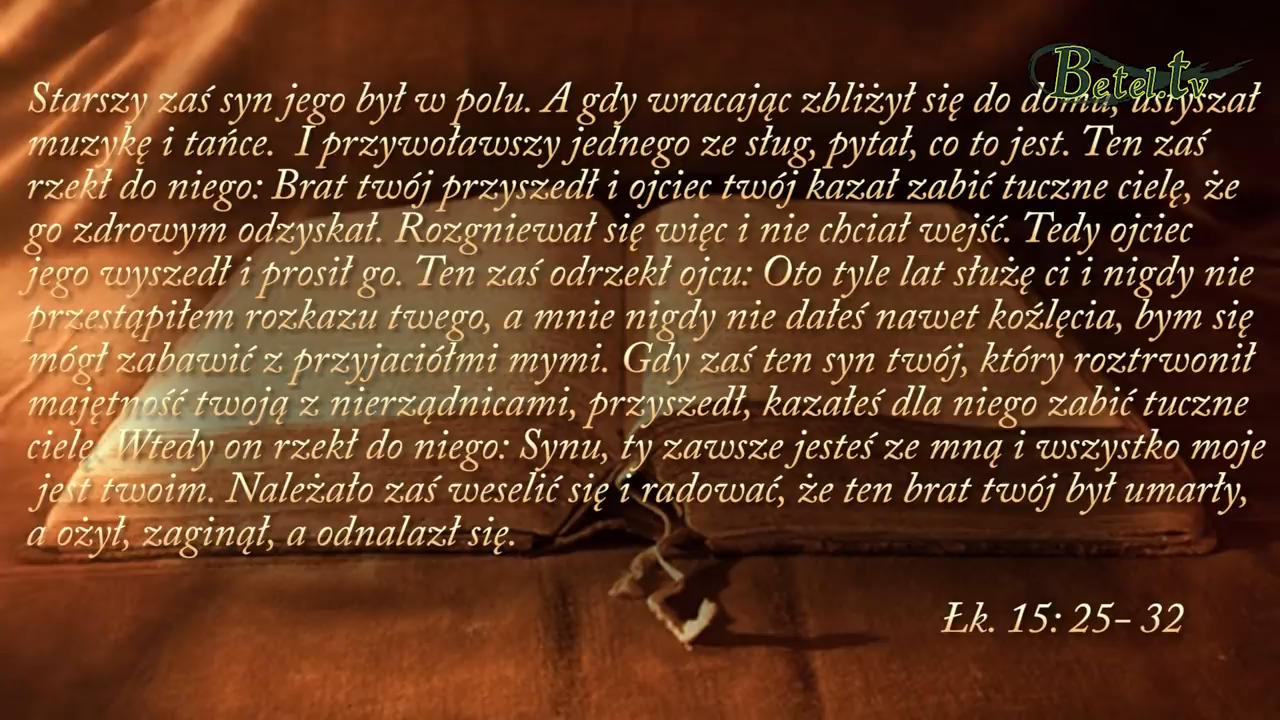 Betel.tv
Starszy zaś syn jego był w polu. A gdy wracając zbliżył się do domu, usłyszał
muzykę i tańce. I przywoławszy jednego ze sług, pytał, co to jest. Ten zaś
rzekł do niego: Brat twój przyszedł i ojciec twój kazał zabić tuczne cielę, że
go zdrowym odzyskał. Rozgniewał się więc i nie chciał wejść. Tedy ojciec
jego wyszedł i prosił go. Ten zaś odrzekł ojcu: Oto tyle lat służę ci i nigdy nie
przestąpiłem rozkazu twego, a mnie nigdy nie dałeś nawet koźlęcia, bym się
mógł zabawić z przyjaciółmi mymi. Gdy zaś ten syn twój, który roztrwonił
majętność twoją z nierządnicami, przyszedł, kazałeś dla niego zabić tuczne
cielę. Wtedy on rzekł do niego: Synu, ty zawsze jesteś ze mną i wszystko moje
jest twoim. Należało zaś weselić się i radować, że ten brat twój był umarły,
a ożył, zaginął, a odnalazł się.
Łk. 15: 25- 32